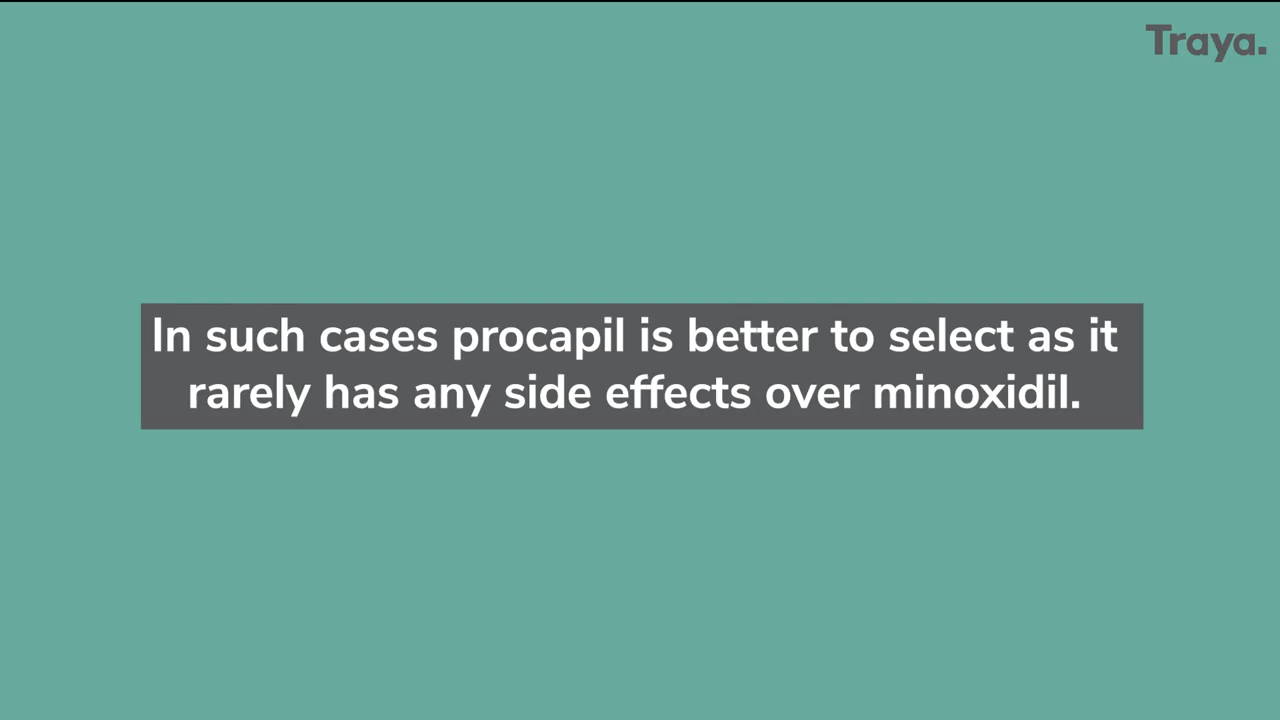 Traya.
In such cases procapil is better to select as it
rarely has any side effects over minoxidil.